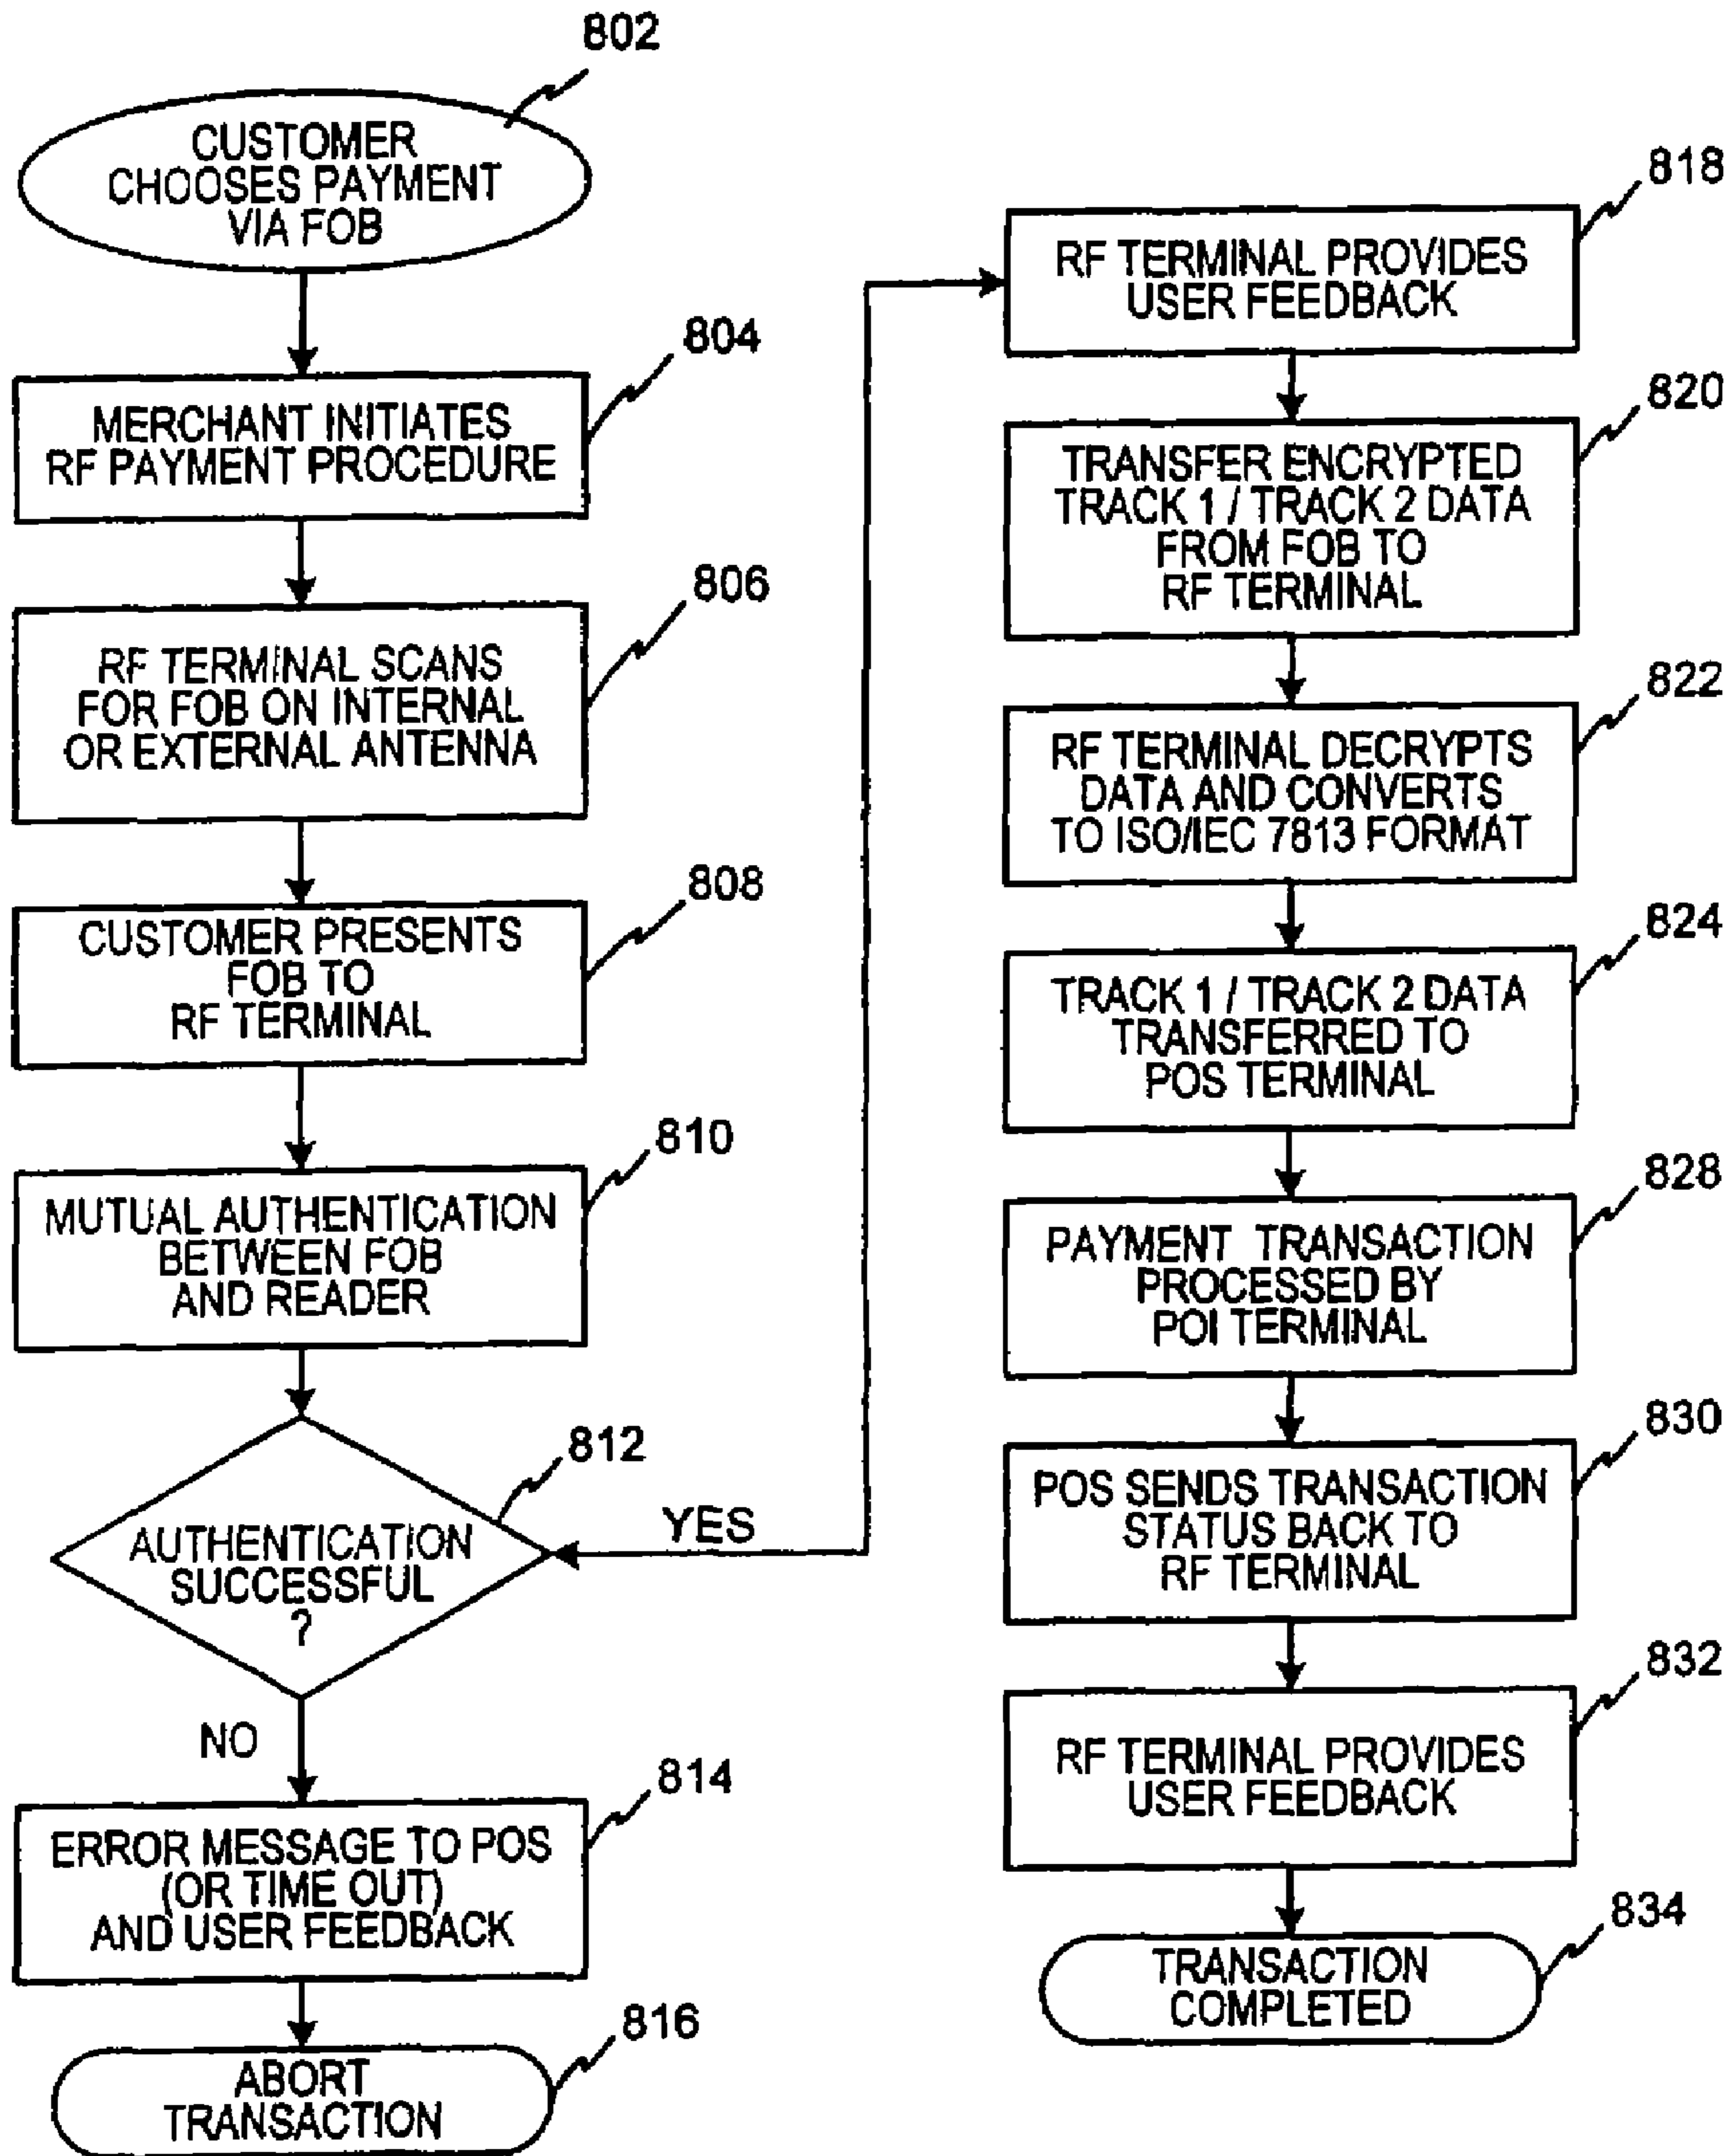 802
CUSTOMER
CHOOSES PAYMENT
VIA FOB
804
MERCHANT INITIATES
RF PAYMENT PROCEDURE
806
RF TERMINAL SCANS
FOR FOB ON INTERNAL
OR EXTERNAL ANTENNA
808
CUSTOMER PRESENTS
FOB TO
RF TERMINAL
810
MUTUAL AUTHENTICATION
BETWEEN FOB
AND READER
812
AUTHENTICATION
SUCCESSFUL
?
YES
NO
814
ERROR MESSAGE TO POS
(OR TIME OUT)
AND USER FEEDBACK
816
ABORT
TRANSACTION
818
RF TERMINAL PROVIDES
USER FEEDBACK
820
TRANSFER ENCRYPTED
TRACK 1 / TRACK 2 DATA
FROM FOB TO
RF TERMINAL
822
RF TERMINAL DECRYPTS
DATA AND CONVERTS
TO ISO/IEC 7813 FORMAT
824
TRACK 1 / TRACK 2 DATA
TRANSFERRED TO
POS TERMINAL
828
PAYMENT TRANSACTION
PROCESSED BY
POI TERMINAL
830
POS SENDS TRANSACTION
STATUS BACK TO
RF TERMINAL
832
RF TERMINAL PROVIDES
USER FEEDBACK
834
TRANSACTION
COMPLETED